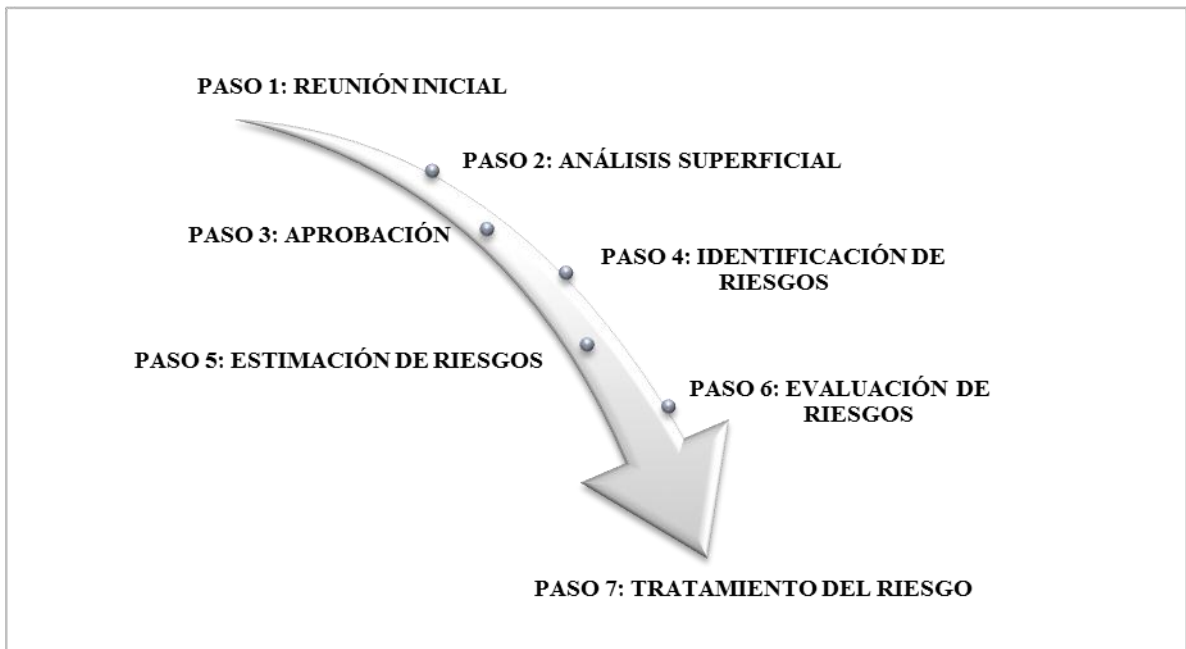 PASO 1: REUNIÓN INICIAL
PASO 2: ANÁLISIS SUPERFICIAL
PASO 3: APROBACIÓN
PASO 4: IDENTIFICACIÓN DE
RIESGOS
PASO 5: ESTIMACIÓN DE RIESGOS
PASO 6: EVALUACIÓN DE
RIESGOS
PASO 7: TRATAMIENTO DEL RIESGO